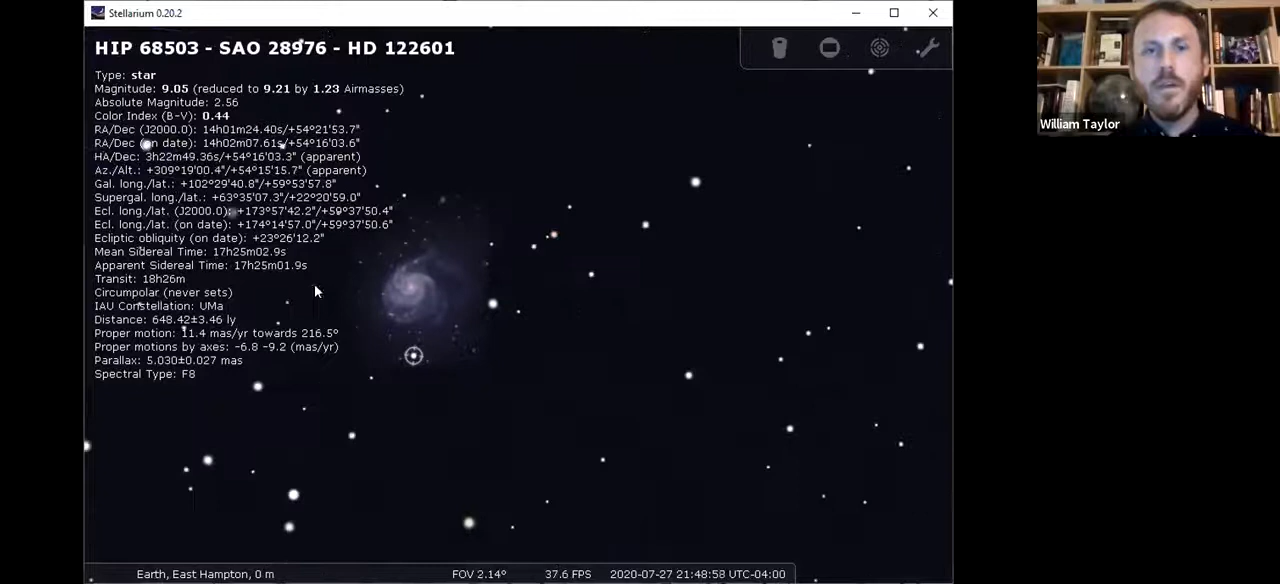 Stellarium 0.20.2
HIP 68503 - SAO 28976 - HD 122601
Type: star
Magnitude: 9.05 (reduced to 9.21 by 1.23 Airmasses)
Absolute Magnitude: 2.56
Color Index (B-V): 0.44
RA/Dec (J2000.0): 14h01m24.40s/+54°21'53.7"
RA/Dec (on date): 14h02m07.61s/+54°16'03.6"
HA/Dec: 3h22m49.36s/+54°16'03.3" (apparent)
Az./Alt.: +309°19'00.4"/+54°15'15.7" (apparent)
Gal. long./lat.: +102°29'40.8"/+59°53'57.8"
Supergal. long./lat.: +63°35'07.3"/+22°20'59.0"
Ecl. long./lat. (J2000.0): +173°57'42.2"/+59°37'50.4"
Ecl. long./lat. (on date): +174°14'57.0"/+59°37'50.6"
Ecliptic obliquity (on date): +23°26'12.2"
Mean Sidereal Time: 17h25m02.9s
Apparent Sidereal Time: 17h25m01.9s
Transit: 18h26m
Circumpolar (never sets)
IAU Constellation: UMa
Distance: 648.42±3.46 ly
Proper motion: 11.4 mas/yr towards 216.5°
Proper motions by axes: -6.8 -9.2 (mas/yr)
Parallax: 5.030±0.027 mas
Spectral Type: F8
William Taylor
Earth, East Hampton, 0 m
FOV 2.14°
37.6 FPS
2020-07-27 21:48:58 UTC-04:00